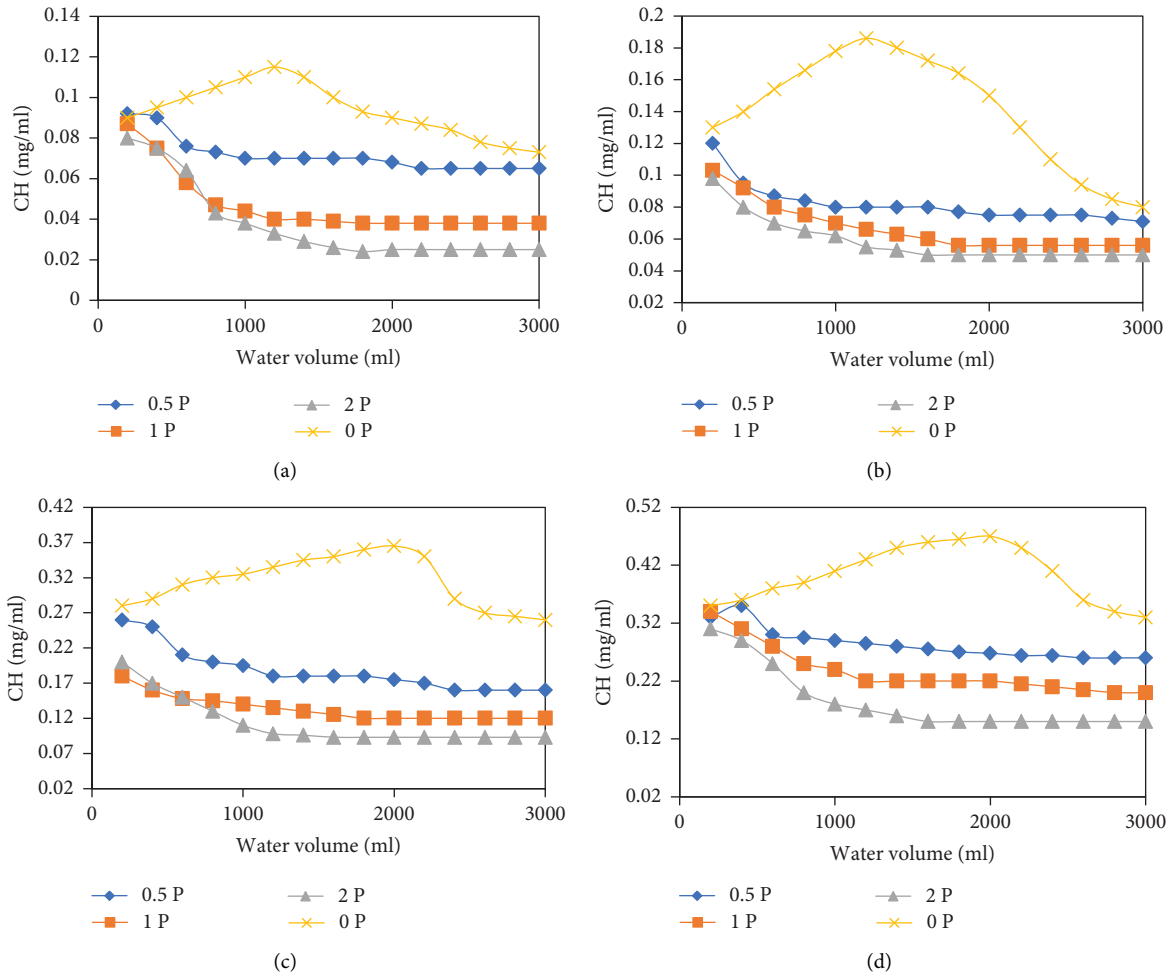 0.14
0.12
0.1
0.08
0.06
0.04
0.02
0
CH (mg/ml)
0 1000 2000 3000
Water volume (ml)
0.5 P 2 P
1 P 0 P
(a)
0.2
0.18
0.16
0.14
0.12
0.1
0.08
0.06
0.04
0.02
CH (mg/ml)
0 1000 2000 3000
Water volume (ml)
0.5 P 2 P
1 P 0 P
(b)
0.42
0.37
0.32
0.27
0.22
0.17
0.12
0.07
0.02
CH (mg/ml)
0 1000 2000 3000
Water volume (ml)
0.5 P 2 P
1 P 0 P
(c)
0.52
0.42
0.32
0.22
0.12
0.02
CH (mg/ml)
0 1000 2000 3000
Water volume (ml)
0.5 P 2 P
1 P 0 P
(d)